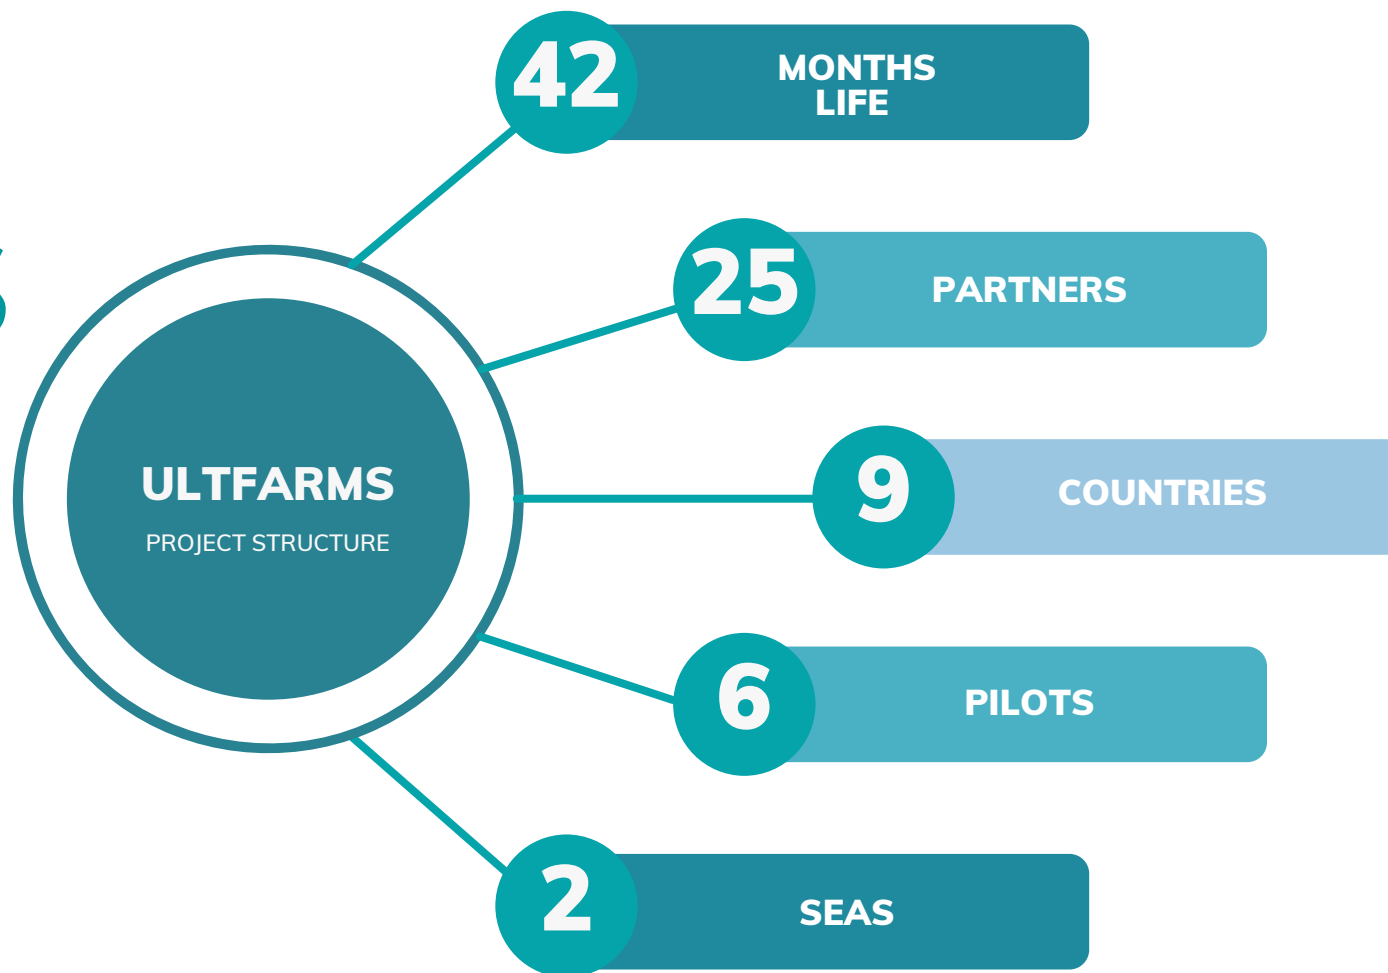 42
MONTHS
LIFE
25
PARTNERS
ULTFARMS
PROJECT STRUCTURE
9
COUNTRIES
6
PILOTS
2
SEAS